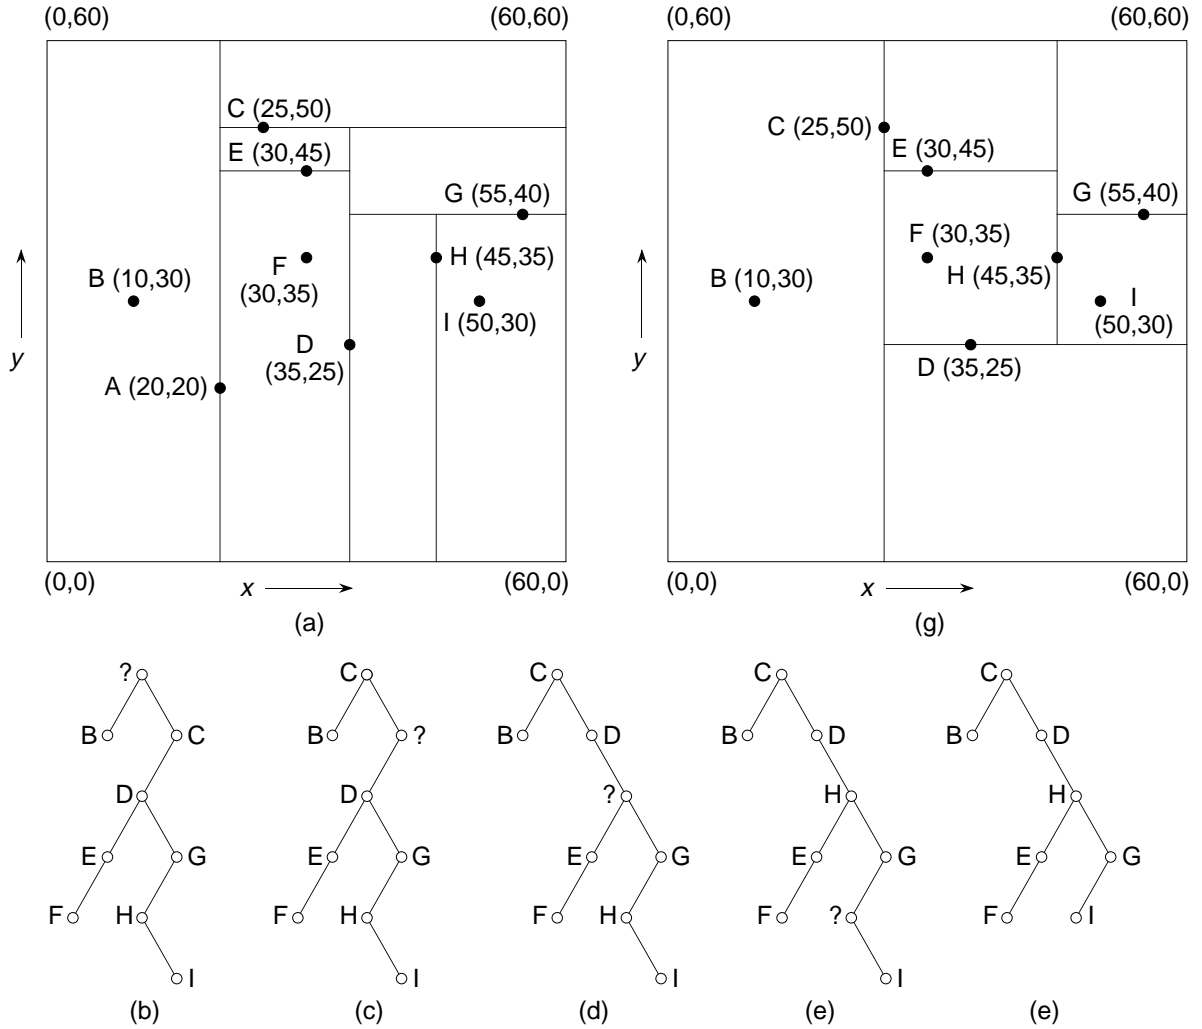 (0,60) (60,60)
C (25,50)
E (30,45)
G (55,40)
H (45,35)
F
(30,35)
B (10,30)
I (50,30)
D
(35,25)
A (20,20)
y
(0,0) x (60,0)
(a)
(0,60) (60,60)
C (25,50)
E (30,45)
G (55,40)
F (30,35)
H (45,35)
B (10,30)
I
(50,30)
D (35,25)
y
(0,0) x (60,0)
(g)
?
B C
D
E G
F H
I
(b)
C
B ?
D
E G
F H
I
(c)
C
B D
?
E G
F H
I
(d)
C
B D
H
E G
F ?
I
(e)
C
B D
H
E G
F I
(e)